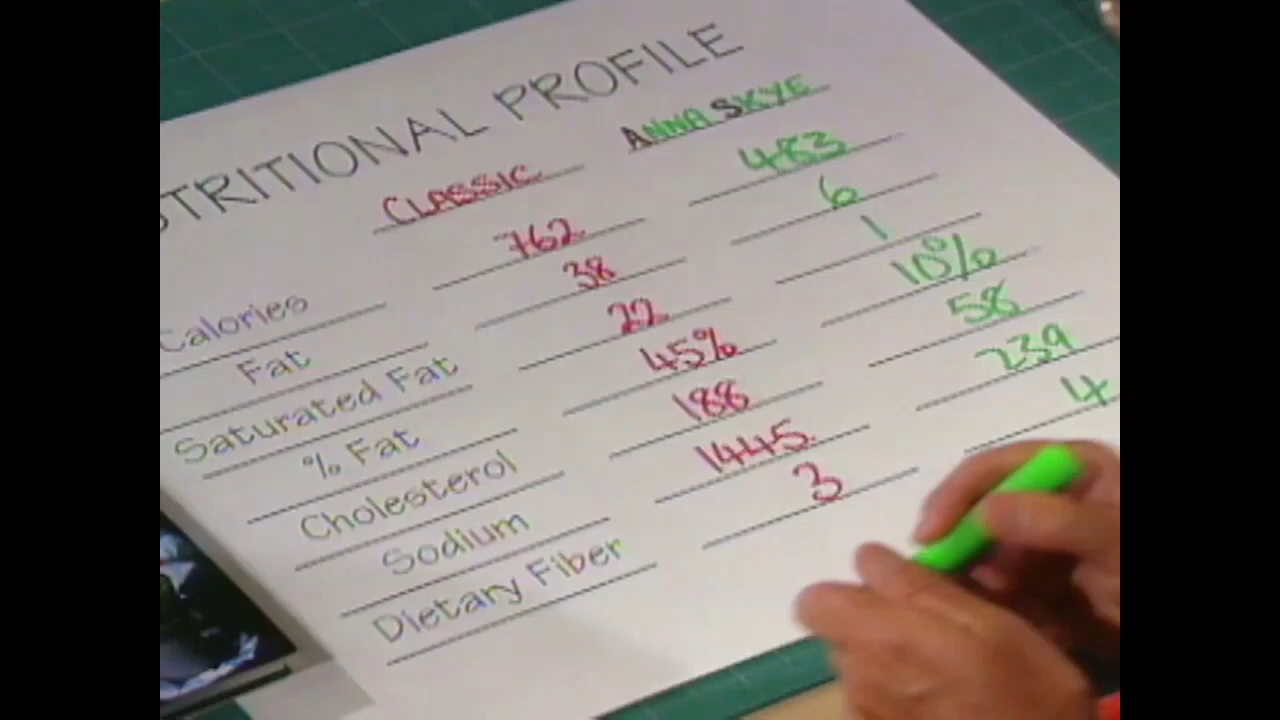 STRITIONAL PROFILE
CLASSIC ANNA SKYE
Calories 762 483
Fat 38 6
Saturated Fat 22 1
% Fat 45% 10%
Cholesterol 188 58
Sodium 1445 239
Dietary Fiber 3 4